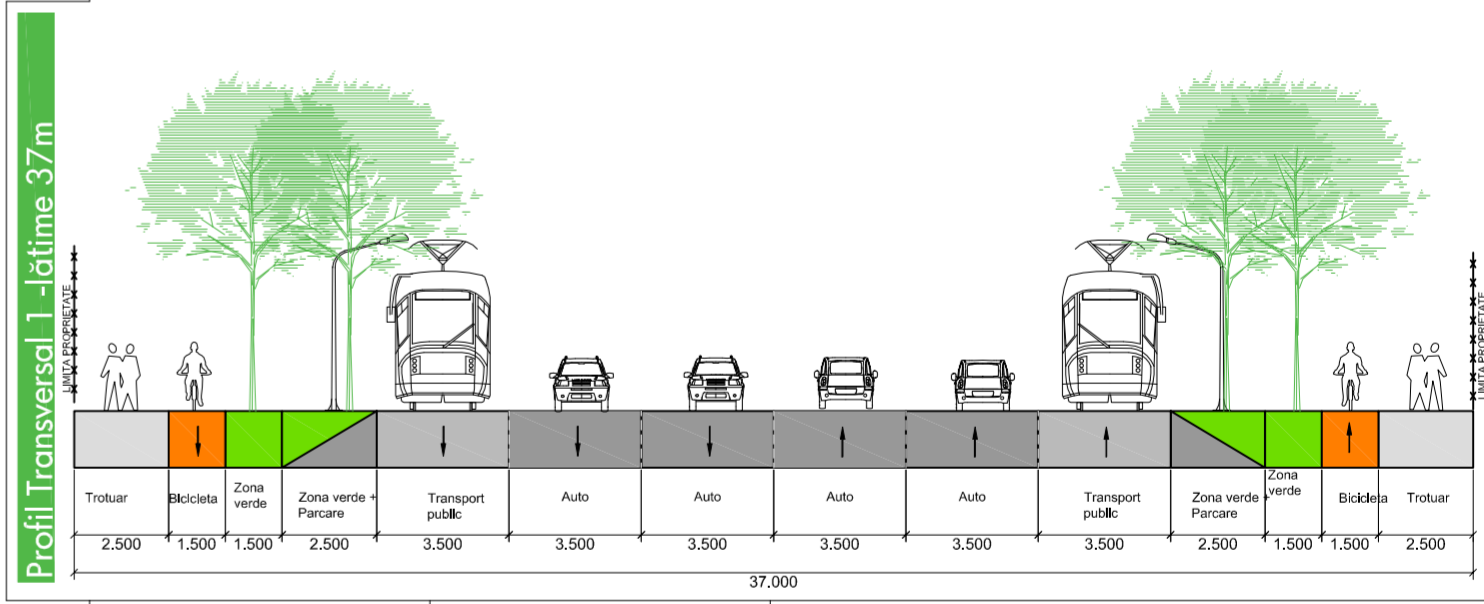 Profil Transversal 1 -lățime 37m
LIMITA PROPRIETATE
LIMITA PROPRIETATE
Trotuar
Bicicleta
Zona
verde
Zona verde +
Parcare
Transport
public
Auto
Auto
Auto
Auto
Transport
public
Zona verde +
Parcare
Zona
verde
Bicicleta
Trotuar
2.500
1.500
1.500
2.500
3.500
3.500
3.500
3.500
3.500
3.500
2.500
1.500
1.500
2.500
37.000